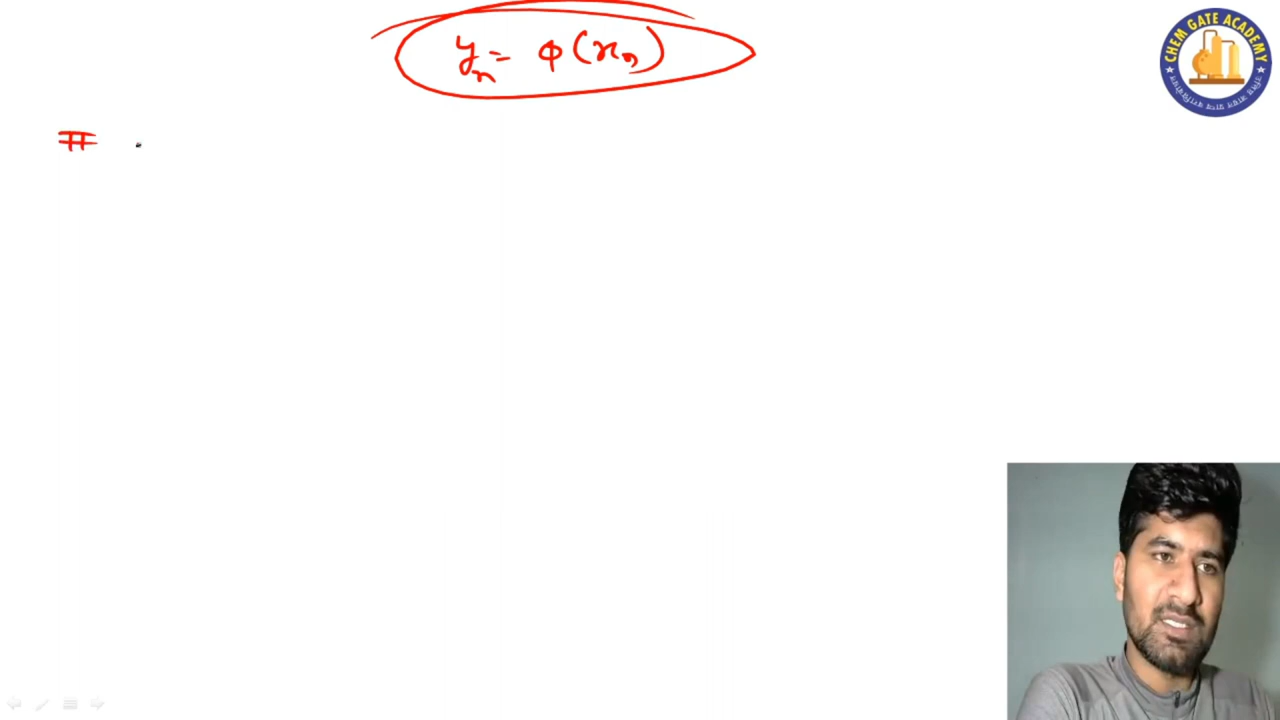 yₙ = φ(xₙ)
#
CHEM GATE ACADEMY